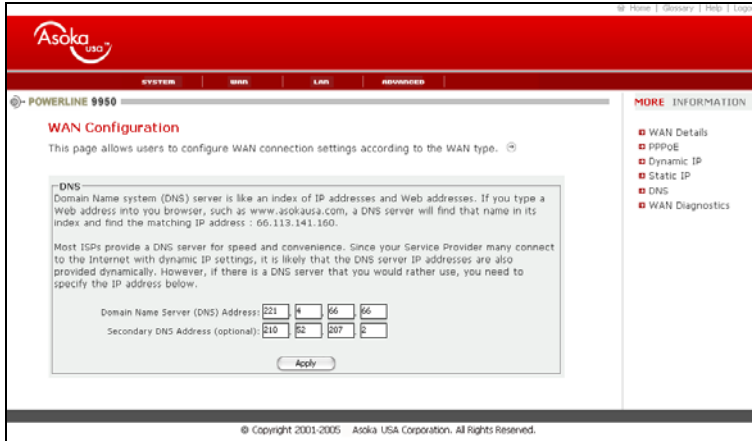 Home | Glossary | Help | Logo
Asoka
USA
SYSTEM | WAN | LAN | ADVANCED
POWERLINE 9950
MORE INFORMATION
WAN Configuration
This page allows users to configure WAN connection settings according to the WAN type.
WAN Details
PPPoE
Dynamic IP
Static IP
DNS
WAN Diagnostics
DNS
Domain Name system (DNS) server is like an index of IP addresses and Web addresses. If you type a
Web address into you browser, such as www.asokausa.com, a DNS server will find that name in its
index and find the matching IP address : 66.113.141.160.
Most ISPs provide a DNS server for speed and convenience. Since your Service Provider many connect
to the Internet with dynamic IP settings, it is likely that the DNS server IP addresses are also
provided dynamically. However, if there is a DNS server that you would rather use, you need to
specify the IP address below.
Domain Name Server (DNS) Address: 221 . 4 . 66 . 66
Secondary DNS Address (optional): 210 . 52 . 207 . 2
Apply
© Copyright 2001-2005 Asoka USA Corporation. All Rights Reserved.